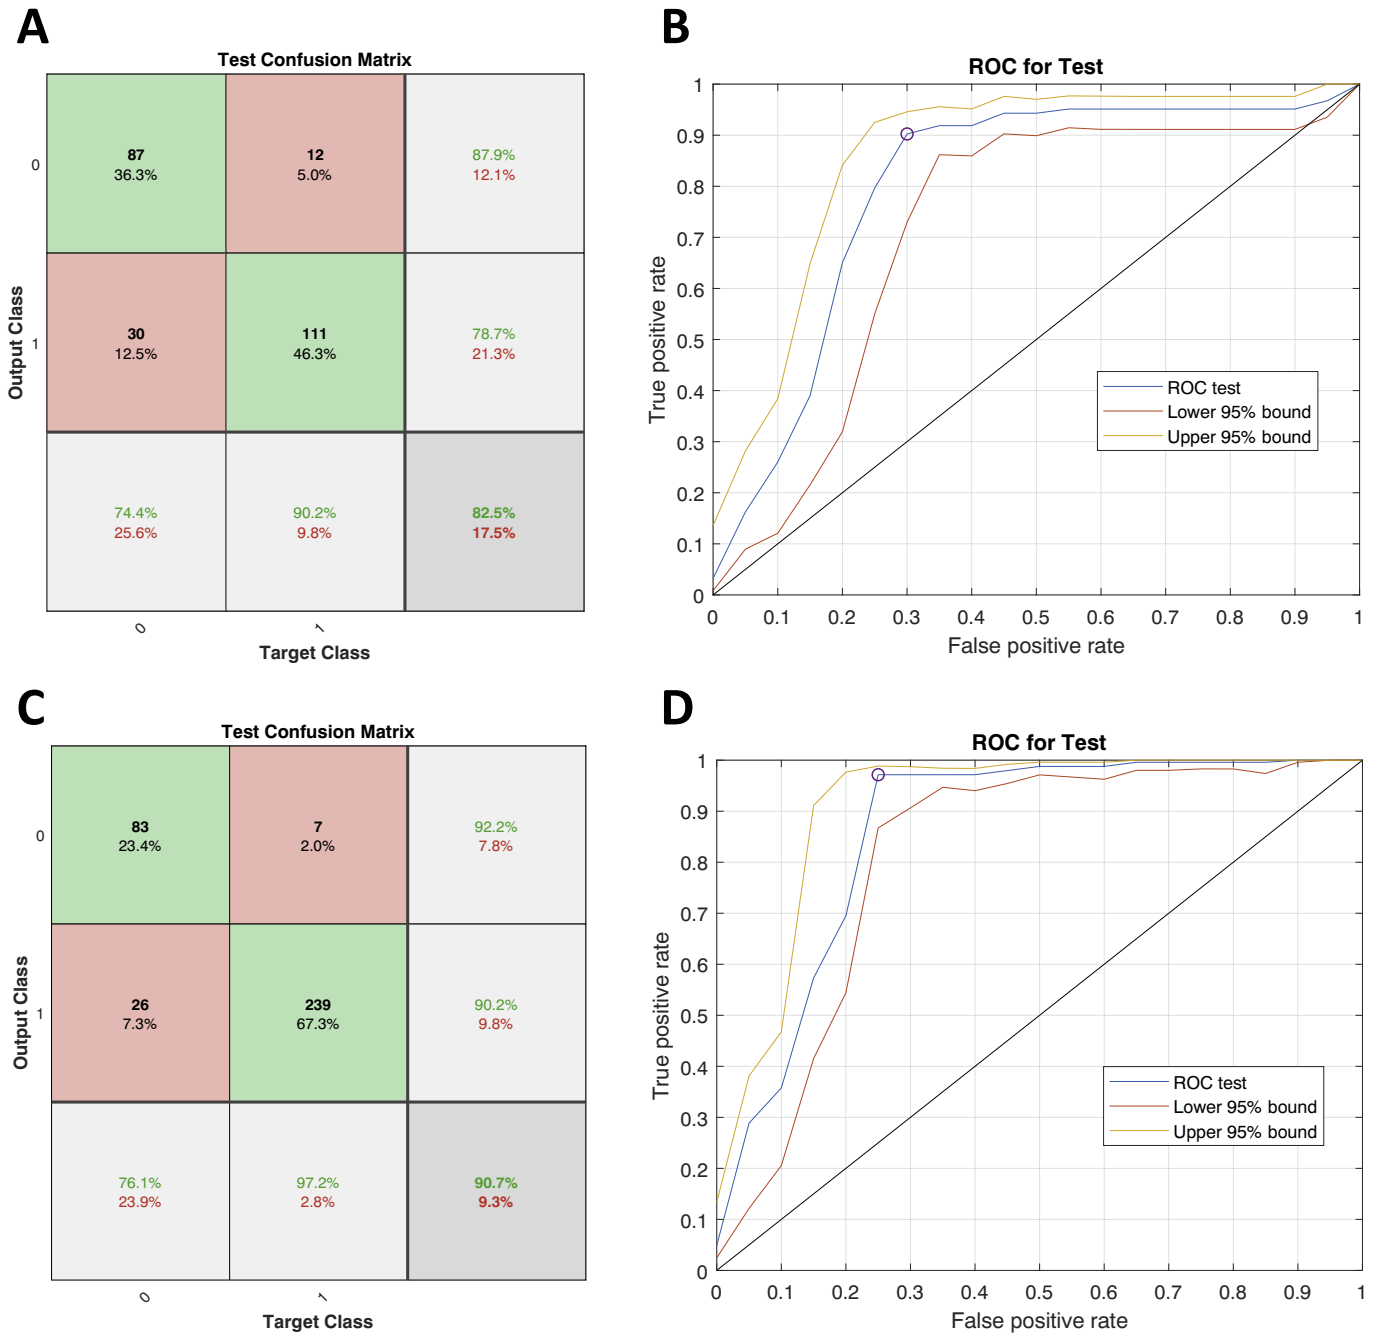 A
Test Confusion Matrix
0
87
36.3%
12
5.0%
87.9%
12.1%
Output Class
1
30
12.5%
111
46.3%
78.7%
21.3%
74.4%
25.6%
90.2%
9.8%
82.5%
17.5%
0
1
Target Class
B
ROC for Test
True positive rate
1
0.9
0.8
0.7
0.6
0.5
0.4
0.3
0.2
0.1
0
ROC test
Lower 95% bound
Upper 95% bound
0 0.1 0.2 0.3 0.4 0.5 0.6 0.7 0.8 0.9 1
False positive rate
C
Test Confusion Matrix
0
83
23.4%
7
2.0%
92.2%
7.8%
Output Class
1
26
7.3%
239
67.3%
90.2%
9.8%
76.1%
23.9%
97.2%
2.8%
90.7%
9.3%
0
1
Target Class
D
ROC for Test
True positive rate
1
0.9
0.8
0.7
0.6
0.5
0.4
0.3
0.2
0.1
0
ROC test
Lower 95% bound
Upper 95% bound
0 0.1 0.2 0.3 0.4 0.5 0.6 0.7 0.8 0.9 1
False positive rate